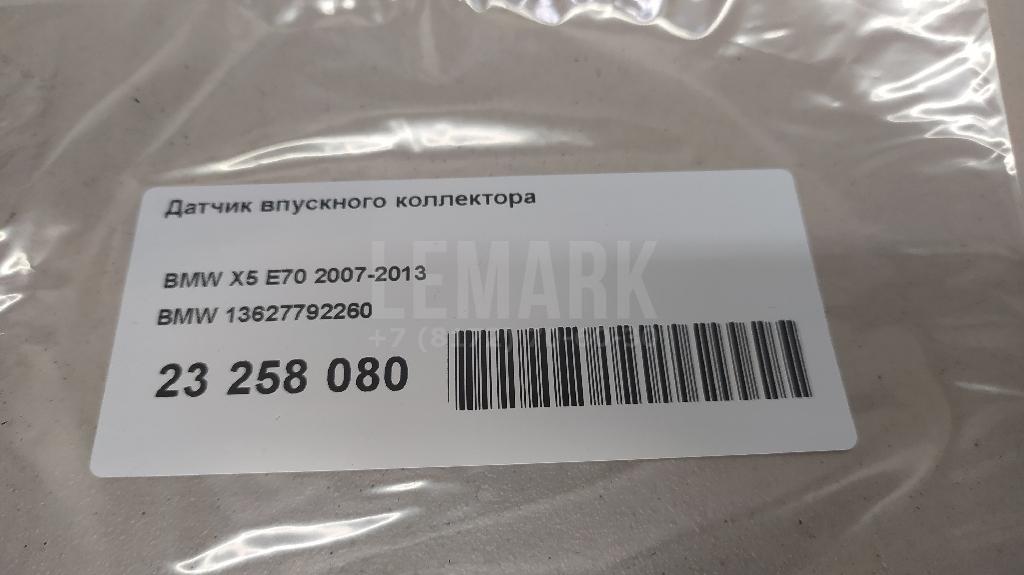 Датчик впускного коллектора
LEMARK
BMW X5 E70 2007-2013
BMW 13627792260
23 258 080